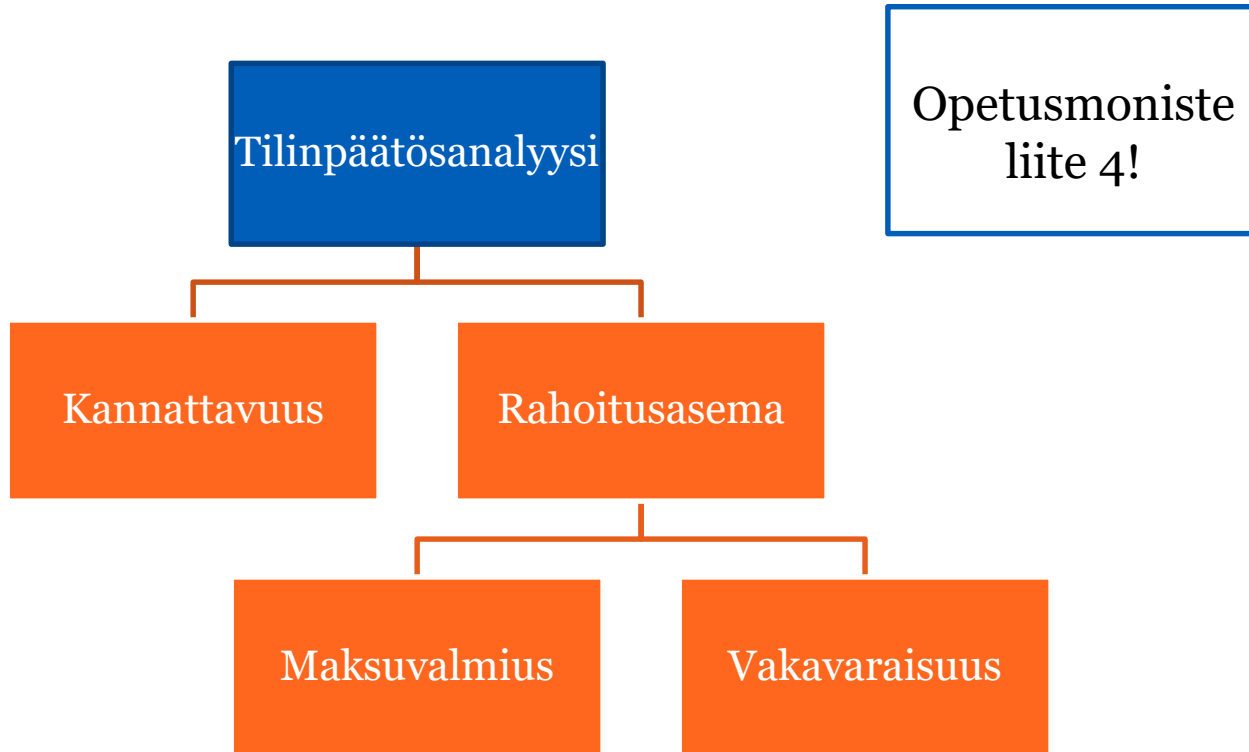 Tilinpäätösanalyysi
Opetusmoniste
liite 4!
Kannattavuus
Rahoitusasema
Maksuvalmius
Vakavaraisuus